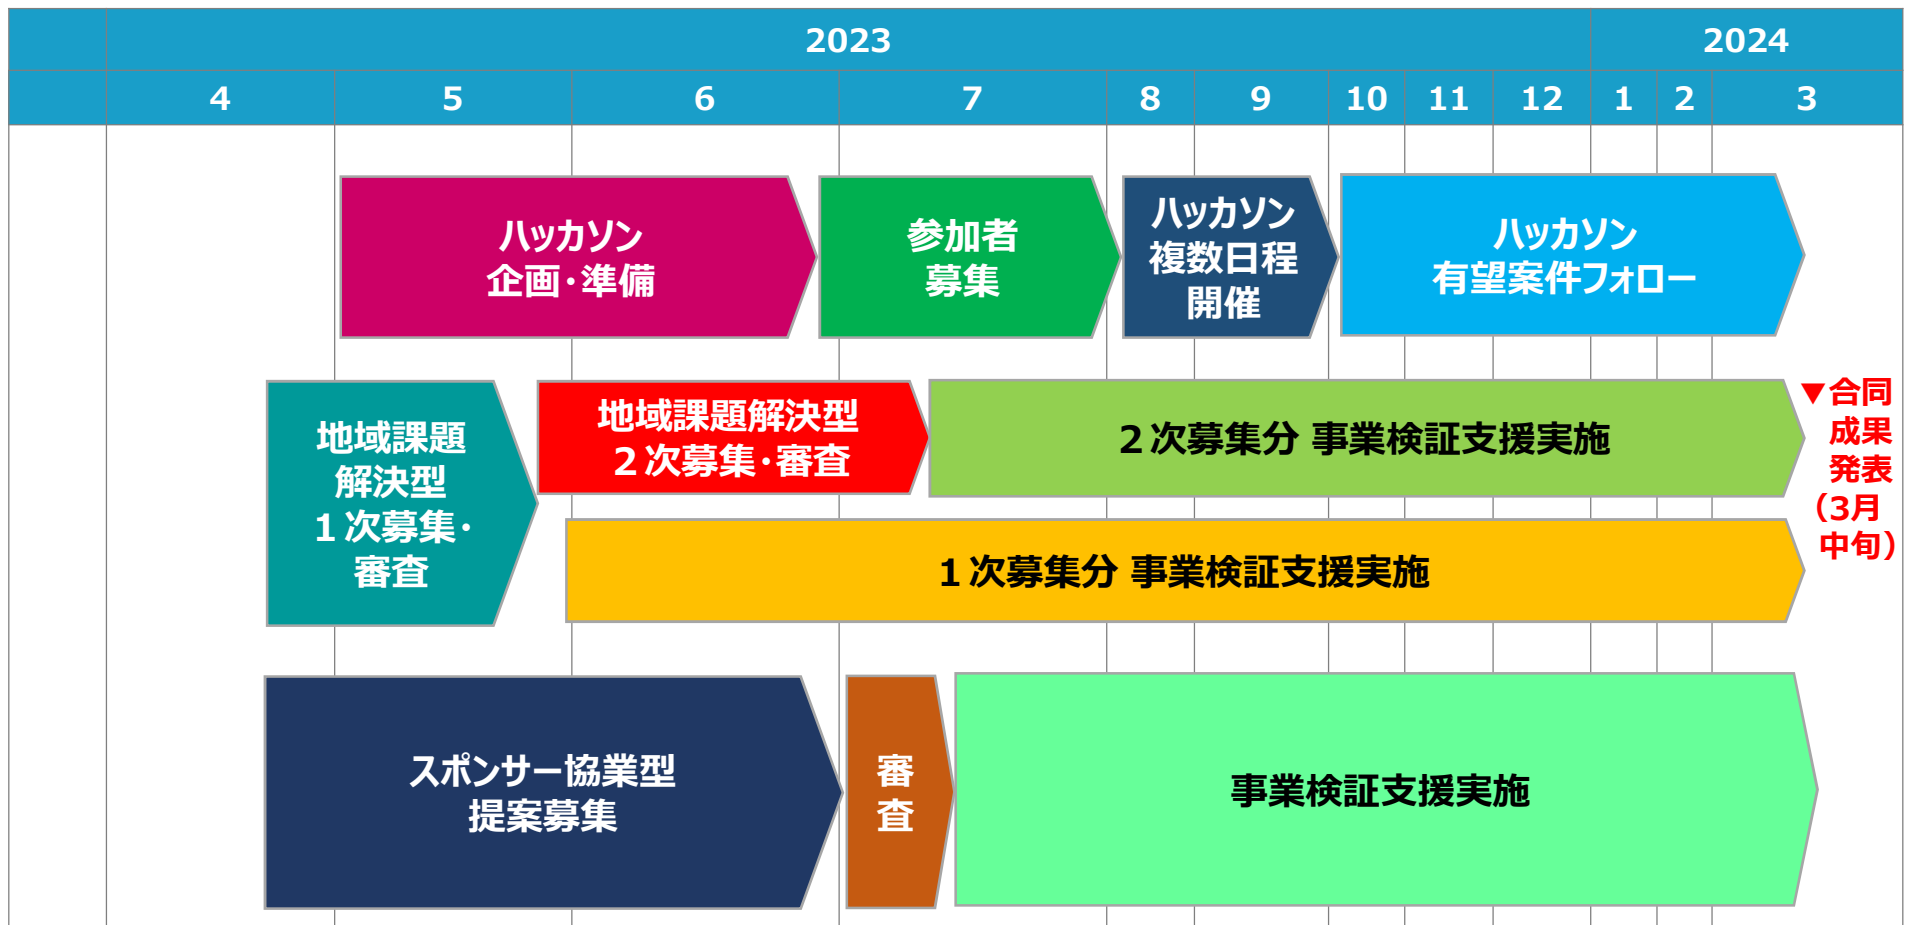 2023
2024
4 5 6 7 8 9 10 11 12 1 2 3
ハッカソン
企画・準備
参加者
募集
ハッカソン
複数日程
開催
ハッカソン
有望案件フォロー
地域課題
解決型
１次募集・
審査
地域課題解決型
２次募集・審査
２次募集分 事業検証支援実施
１次募集分 事業検証支援実施
▼合同
成果
発表
（3月
中旬）
スポンサー協業型
提案募集
審
査
事業検証支援実施